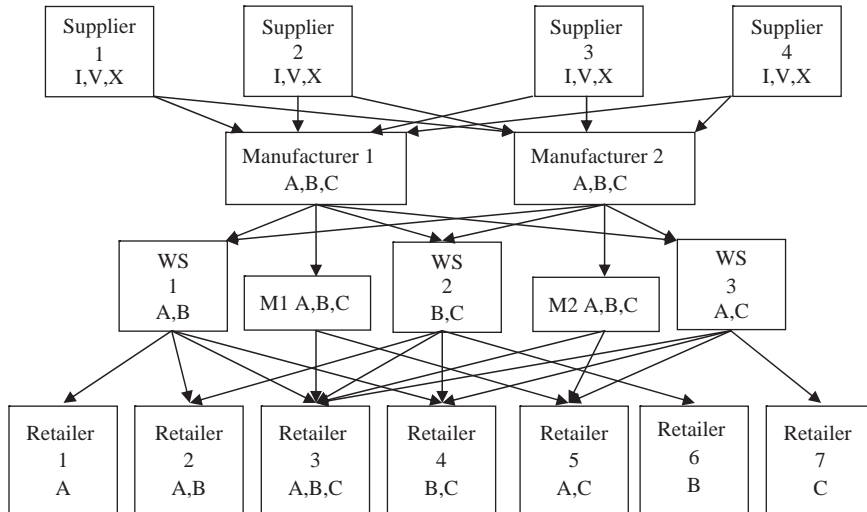 Supplier
1
I,V,X
Supplier
2
I,V,X
Supplier
3
I,V,X
Supplier
4
I,V,X
Manufacturer 1
A,B,C
Manufacturer 2
A,B,C
WS
1
A,B
M1 A,B,C
WS
2
B,C
M2 A,B,C
WS
3
A,C
Retailer
1
A
Retailer
2
A,B
Retailer
3
A,B,C
Retailer
4
B,C
Retailer
5
A,C
Retailer
6
B
Retailer
7
C